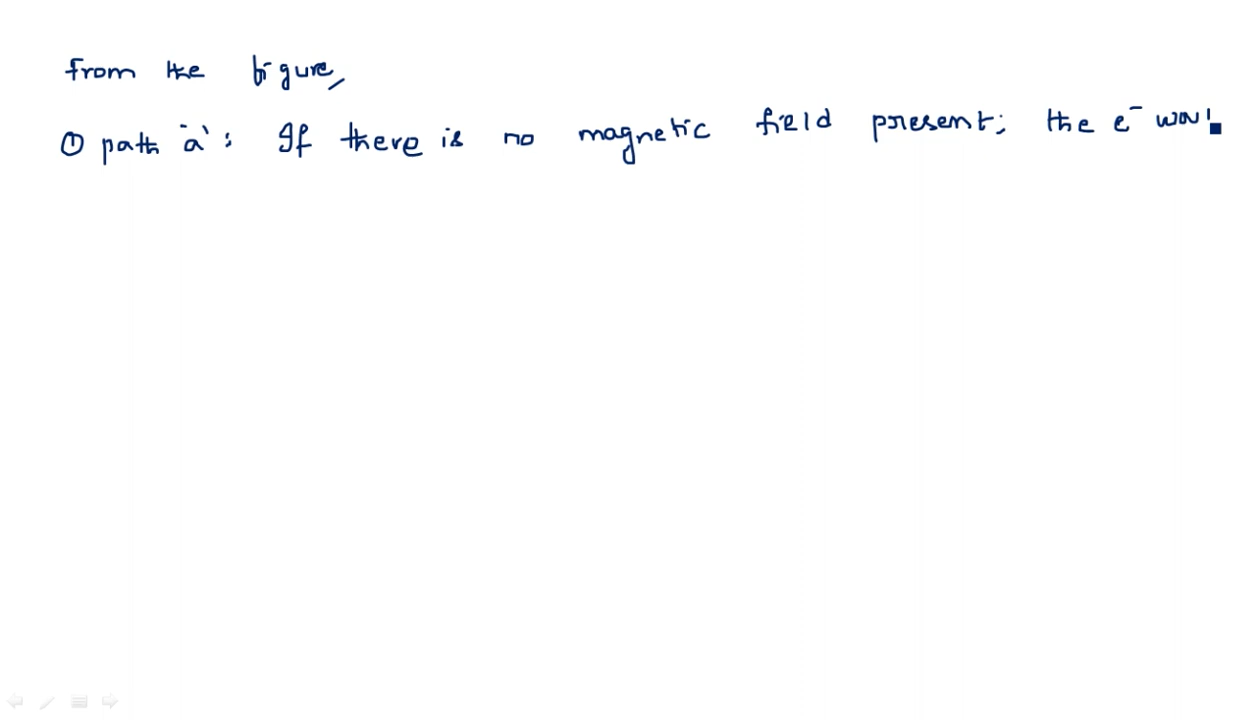 from the figure,
① path 'a' : If there is no magnetic field present; the e⁻